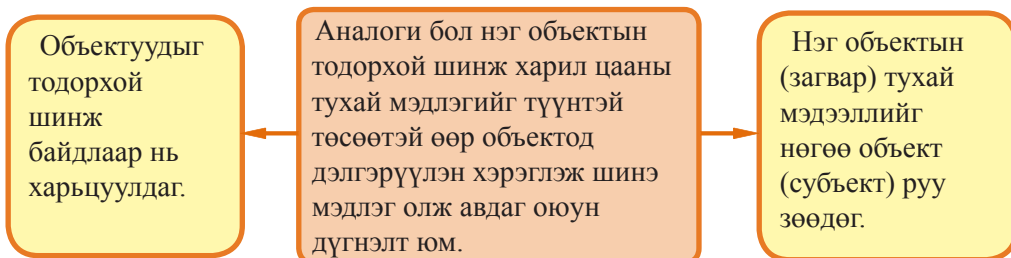 Объектуудыг
тодорхой
шинж
байдлаар нь
харьцуулдаг.
Аналоги бол нэг объектын
тодорхой шинж харил цааны
тухай мэдлэгийг түүнтэй
төсөөтэй өөр объектод
дэлгэрүүлэн хэрэглэж шинэ
мэдлэг олж авдаг оюун
дүгнэлт юм.
Нэг объектын
(загвар) тухай
мэдээллийг
нөгөө объект
(субъект) руу
зөөдөг.